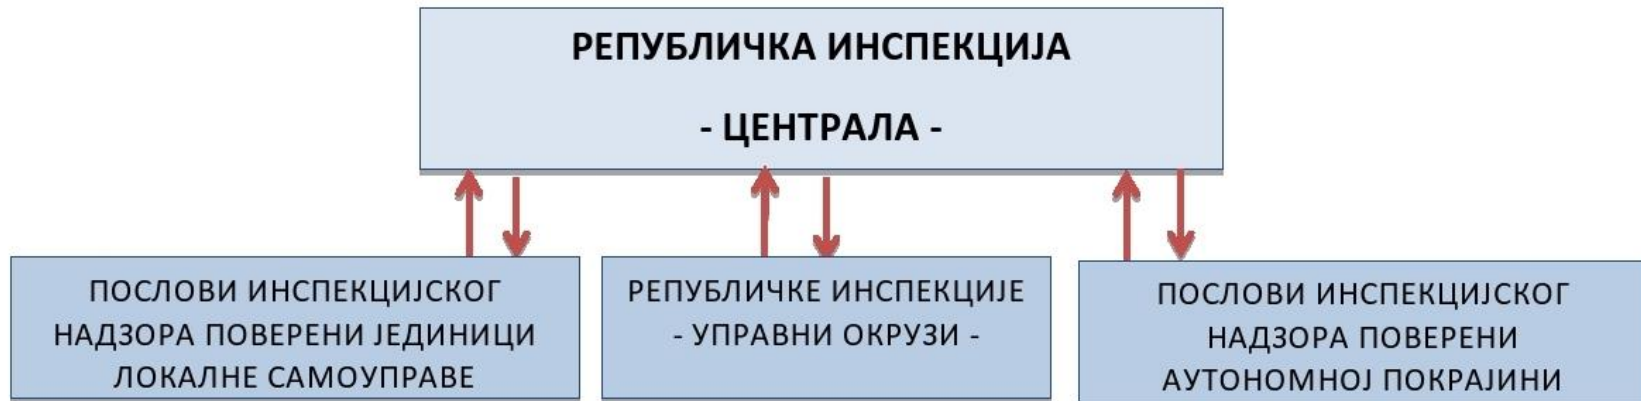 РЕПУБЛИЧКА ИНСПЕКЦИЈА
- ЦЕНТРАЛА -
ПОСЛОВИ ИНСПЕКЦИЈСКОГ
НАДЗОРА ПОВЕРЕНИ ЈЕДИНИЦИ
ЛОКАЛНЕ САМОУПРАВЕ
РЕПУБЛИЧКЕ ИНСПЕКЦИЈЕ
- УПРАВНИ ОКРУЗИ -
ПОСЛОВИ ИНСПЕКЦИЈСКОГ
НАДЗОРА ПОВЕРЕНИ
АУТОНОМНОЈ ПОКРАЈИНИ